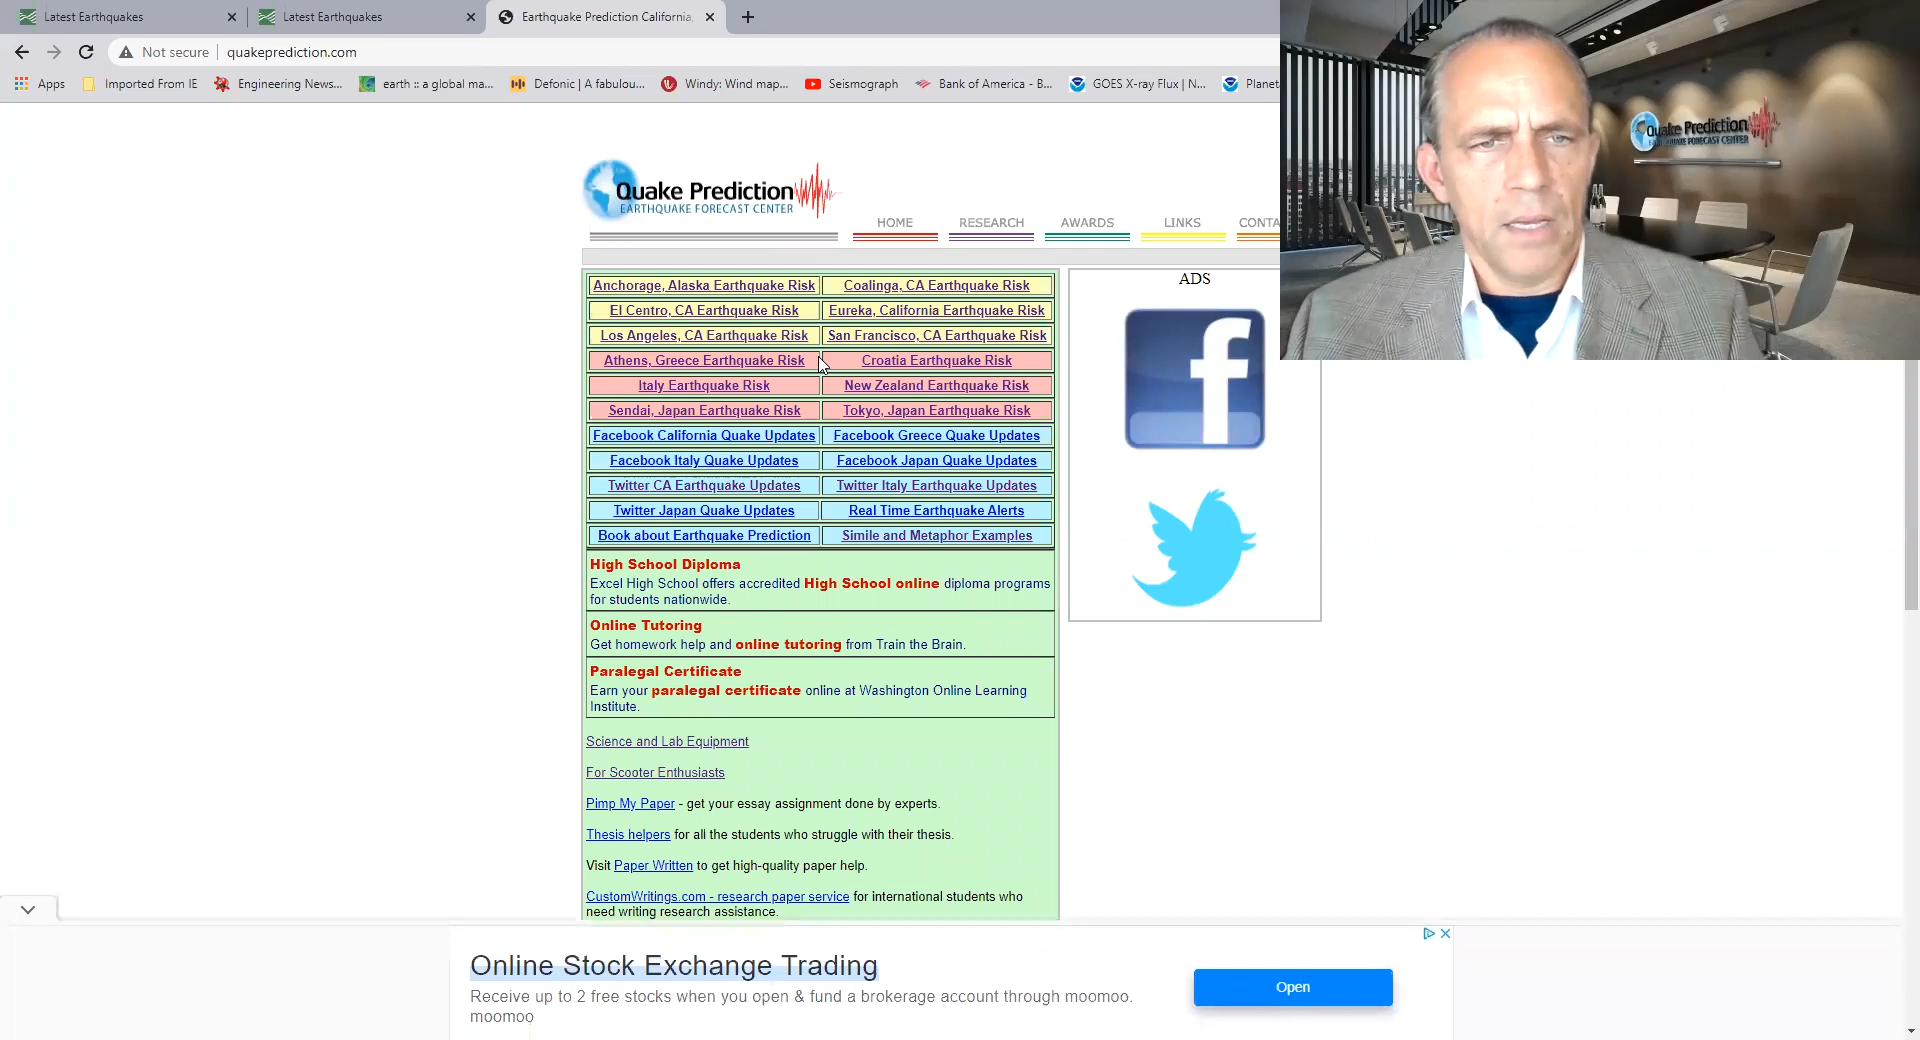 Latest Earthquakes
Latest Earthquakes
Earthquake Prediction California,
Not secure
quakeprediction.com
Apps
Imported From IE
Engineering News...
earth :: a global ma...
Defonic | A fabulou...
Windy: Wind map...
Seismograph
Bank of America - B...
GOES X-ray Flux | N...
Planet
Quake Prediction
EARTHQUAKE FORECAST CENTER
HOME
RESEARCH
AWARDS
LINKS
CONTA
Quake Prediction
EARTHQUAKE FORECAST CENTER
Anchorage, Alaska Earthquake Risk
Coalinga, CA Earthquake Risk
El Centro, CA Earthquake Risk
Eureka, California Earthquake Risk
Los Angeles, CA Earthquake Risk
San Francisco, CA Earthquake Risk
Athens, Greece Earthquake Risk
Croatia Earthquake Risk
Italy Earthquake Risk
New Zealand Earthquake Risk
Sendai, Japan Earthquake Risk
Tokyo, Japan Earthquake Risk
Facebook California Quake Updates
Facebook Greece Quake Updates
Facebook Italy Quake Updates
Facebook Japan Quake Updates
Twitter CA Earthquake Updates
Twitter Italy Earthquake Updates
Twitter Japan Quake Updates
Real Time Earthquake Alerts
Book about Earthquake Prediction
Simile and Metaphor Examples
High School Diploma
Excel High School offers accredited High School online diploma programs
for students nationwide.
Online Tutoring
Get homework help and online tutoring from Train the Brain.
Paralegal Certificate
Earn your paralegal certificate online at Washington Online Learning
Institute.
Science and Lab Equipment
For Scooter Enthusiasts
Pimp My Paper - get your essay assignment done by experts.
Thesis helpers for all the students who struggle with their thesis.
Visit Paper Written to get high-quality paper help.
CustomWritings.com - research paper service for international students who
need writing research assistance.
ADS
f
Online Stock Exchange Trading
Receive up to 2 free stocks when you open & fund a brokerage account through moomoo.
moomoo
Open